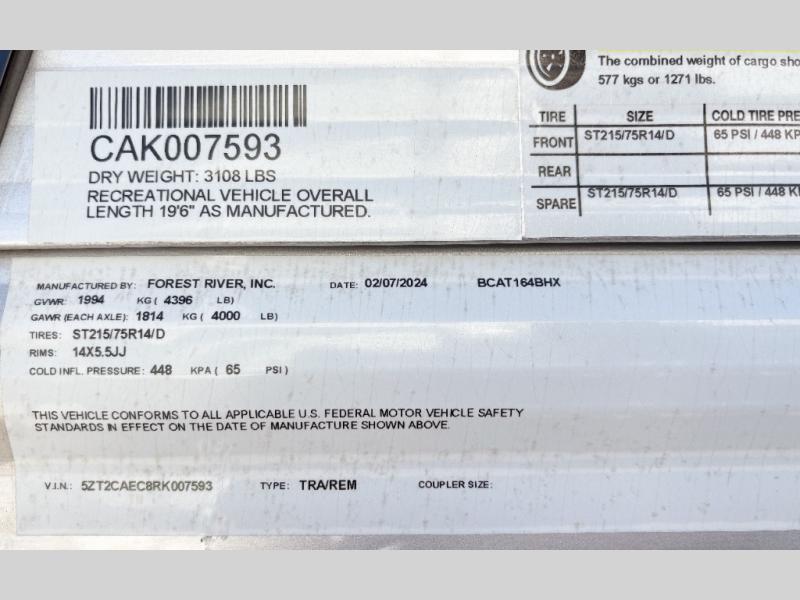 The combined weight of cargo
577 kgs or 1271 lbs.
CAK007593
DRY WEIGHT: 3108 LBS
RECREATIONAL VEHICLE OVERALL
LENGTH 19'6" AS MANUFACTURED.
TIRE SIZE COLD TIRE
FRONT ST215/75R14/D 65 PSI / 448
REAR
SPARE ST215/75R14/D 65 PSI / 448
MANUFACTURED BY: FOREST RIVER, INC. DATE: 02/07/2024 BCAT164BHX
GVWR: 1994 KG ( 4396 LB)
GAWR (EACH AXLE): 1814 KG ( 4000 LB)
TIRES: ST215/75R14/D
RIMS: 14X5.5JJ
COLD INFL. PRESSURE: 448 KPA ( 65 PSI )
THIS VEHICLE CONFORMS TO ALL APPLICABLE U.S. FEDERAL MOTOR VEHICLE SAFETY
STANDARDS IN EFFECT ON THE DATE OF MANUFACTURE SHOWN ABOVE.
V.I.N.: 5ZT2CAEC8RK007593 TYPE: TRA/REM COUPLER SIZE: